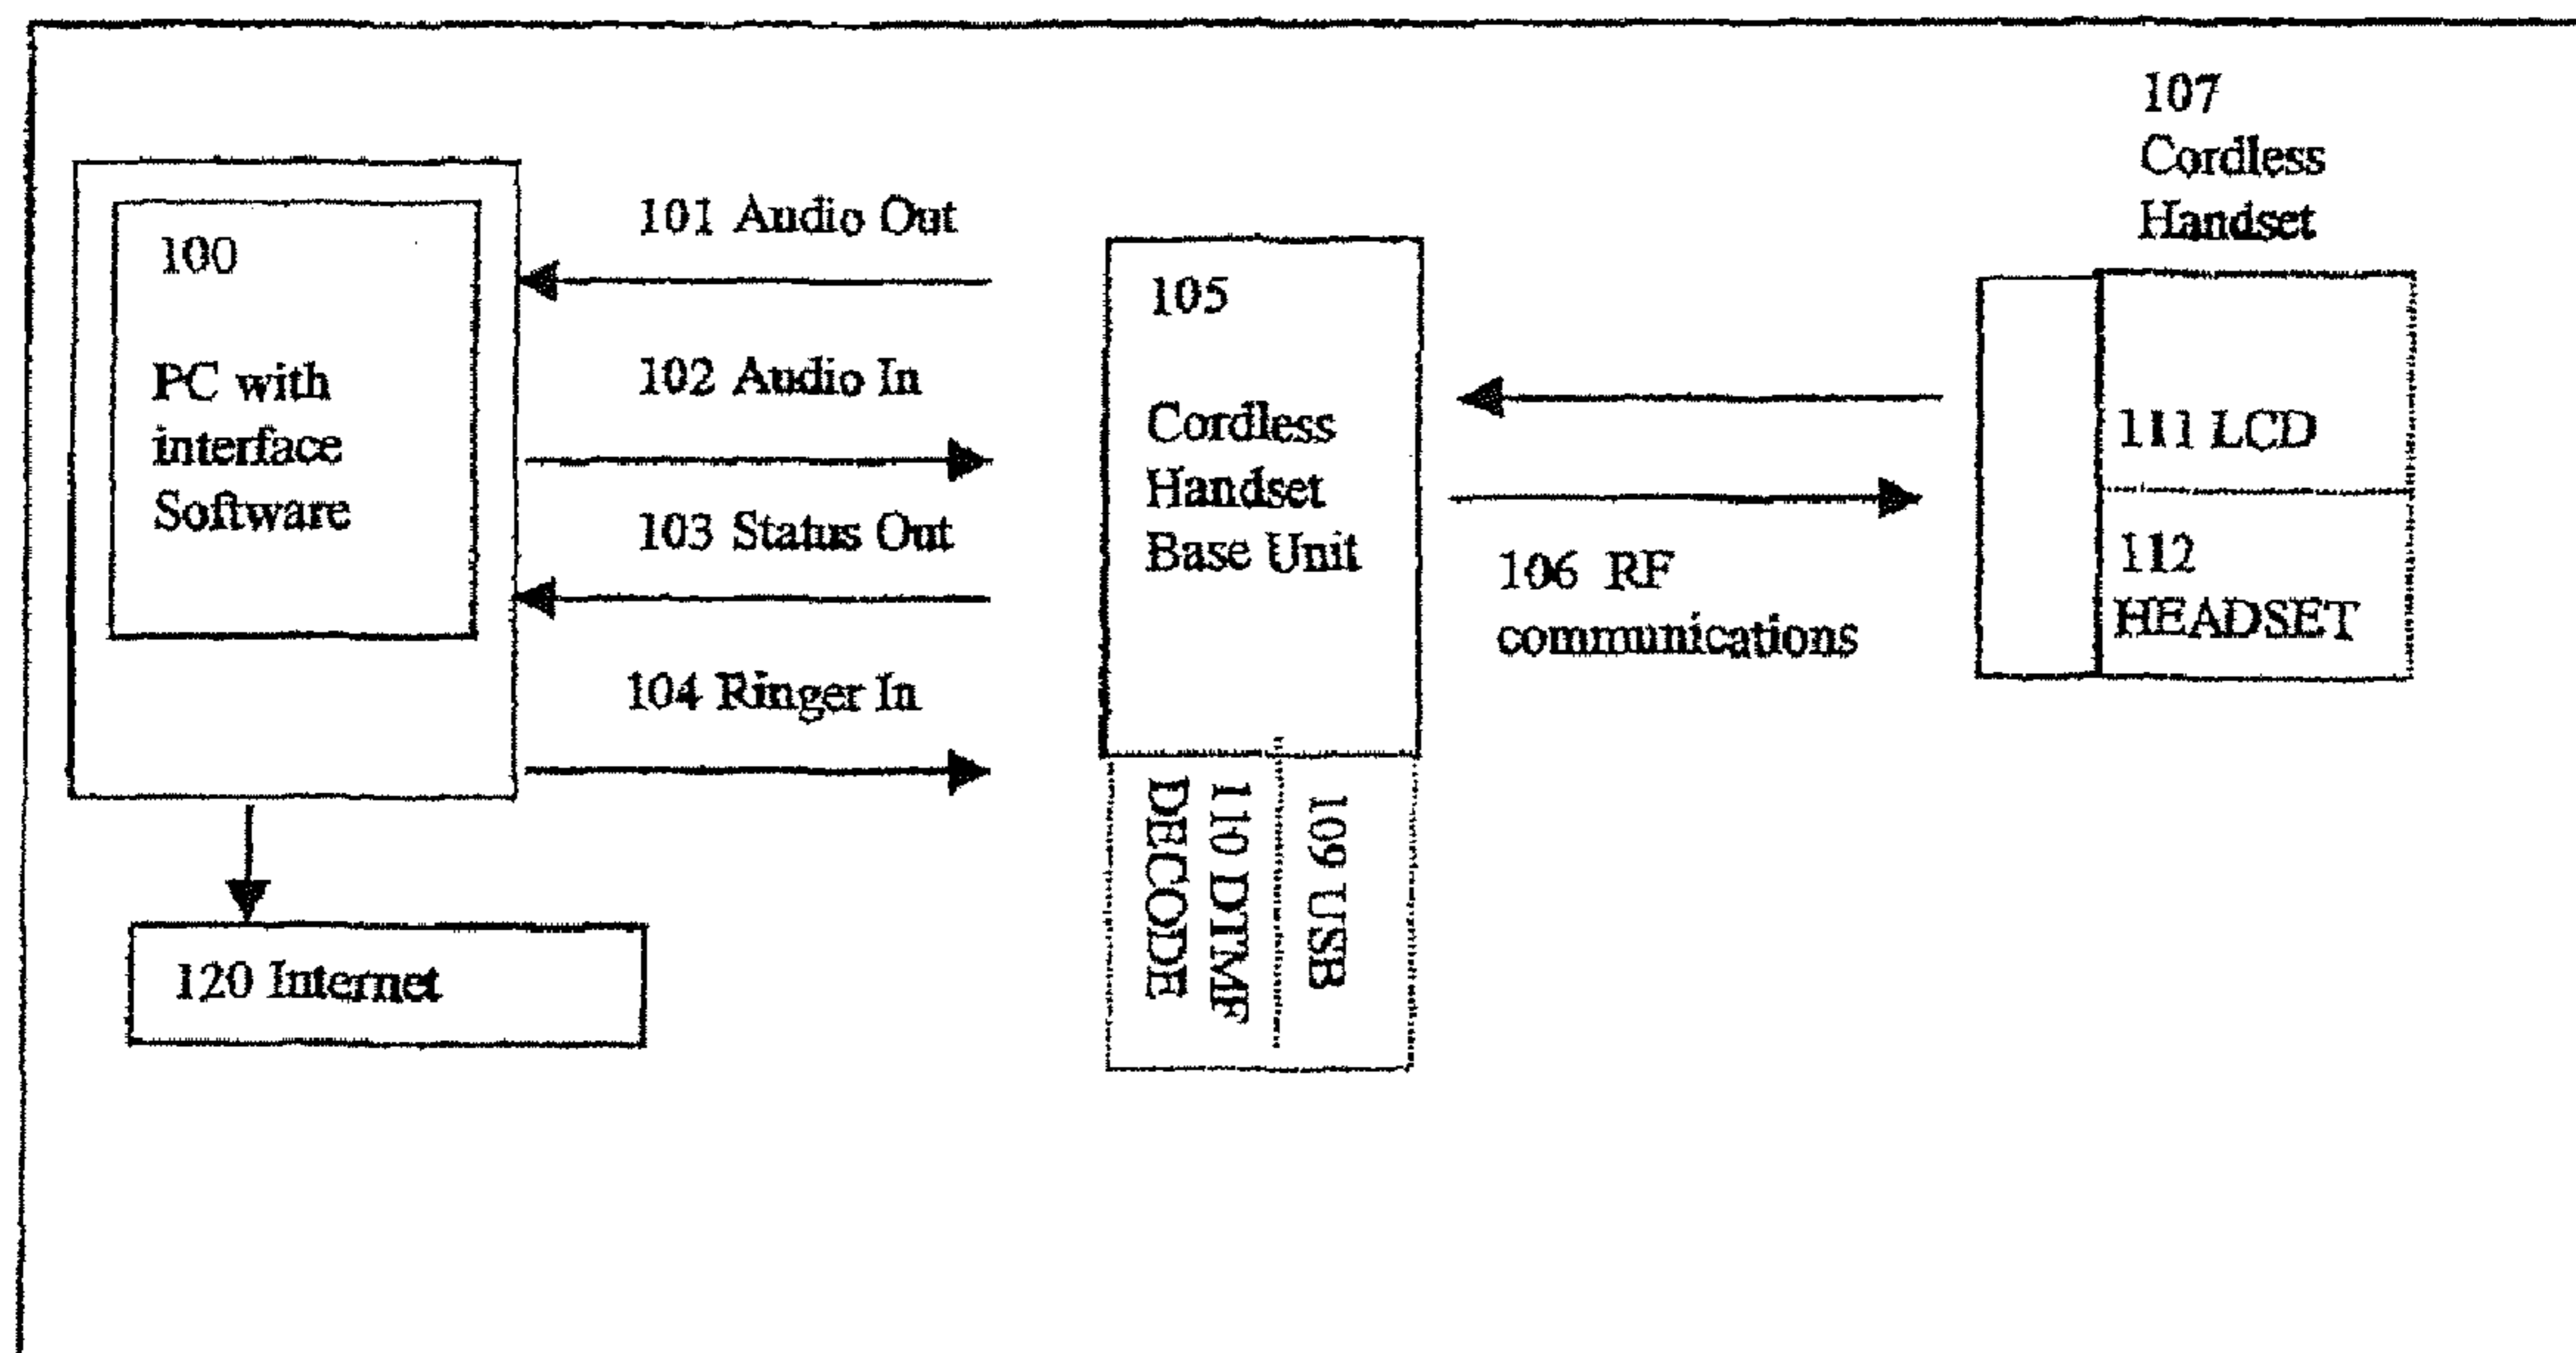 107
Cordless
Handset
100
PC with
interface
Software
101 Audio Out
102 Audio In
103 Status Out
104 Ringer In
105
Cordless
Handset
Base Unit
106 RF
communications
111 LCD
112
HEADSET
109 USB
110 DTMF
DECODE
120 Internet